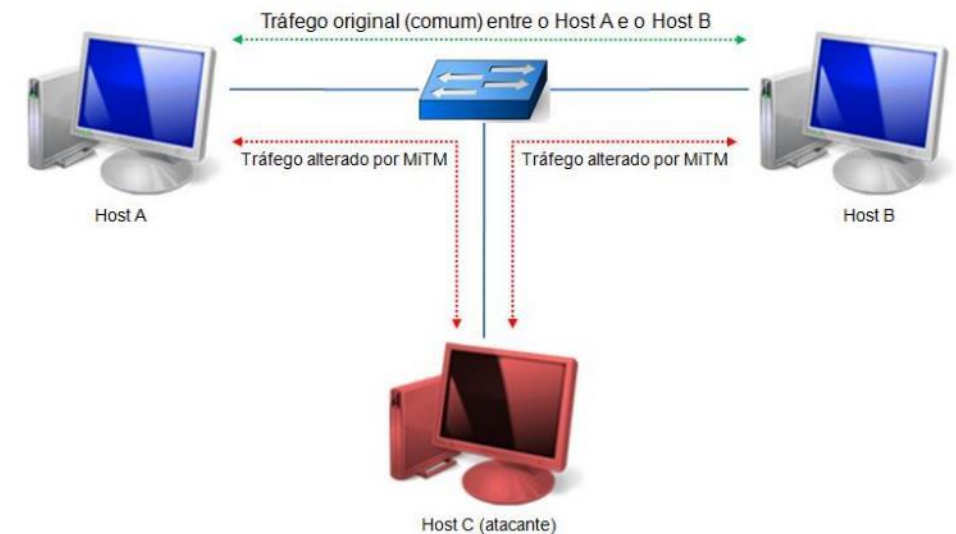 Tráfego original (comum) entre o Host A e o Host B
Tráfego alterado por MiTM
Tráfego alterado por MiTM
Host A
Host B
Host C (atacante)